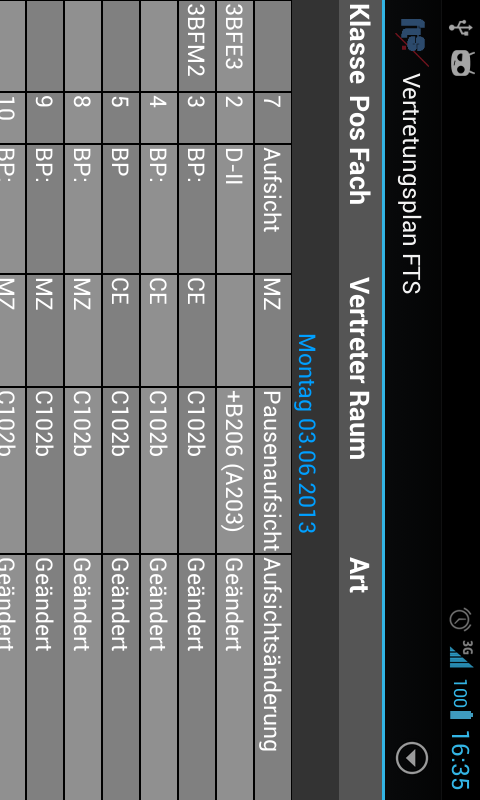 3G 100 16:35
fts Vertretungsplan FTS
Klasse Pos Fach Vertreter Raum Art
Montag 03.06.2013
7 Aufsicht MZ Pausenaufsicht Aufsichtsänderung
3BFE3 2 D-II +B206 (A203) Geändert
3BFM2 3 BP: CE C102b Geändert
4 BP: CE C102b Geändert
5 BP CE C102b Geändert
8 BP: MZ C102b Geändert
9 BP: MZ C102b Geändert
10 BP: MZ C102b Geändert